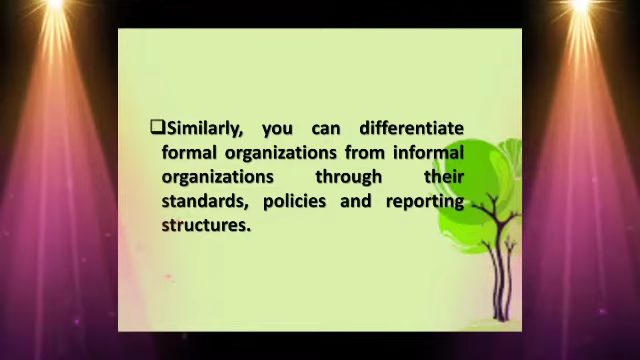 ❑Similarly, you can differentiate
formal organizations from informal
organizations through their
standards, policies and reporting
structures.